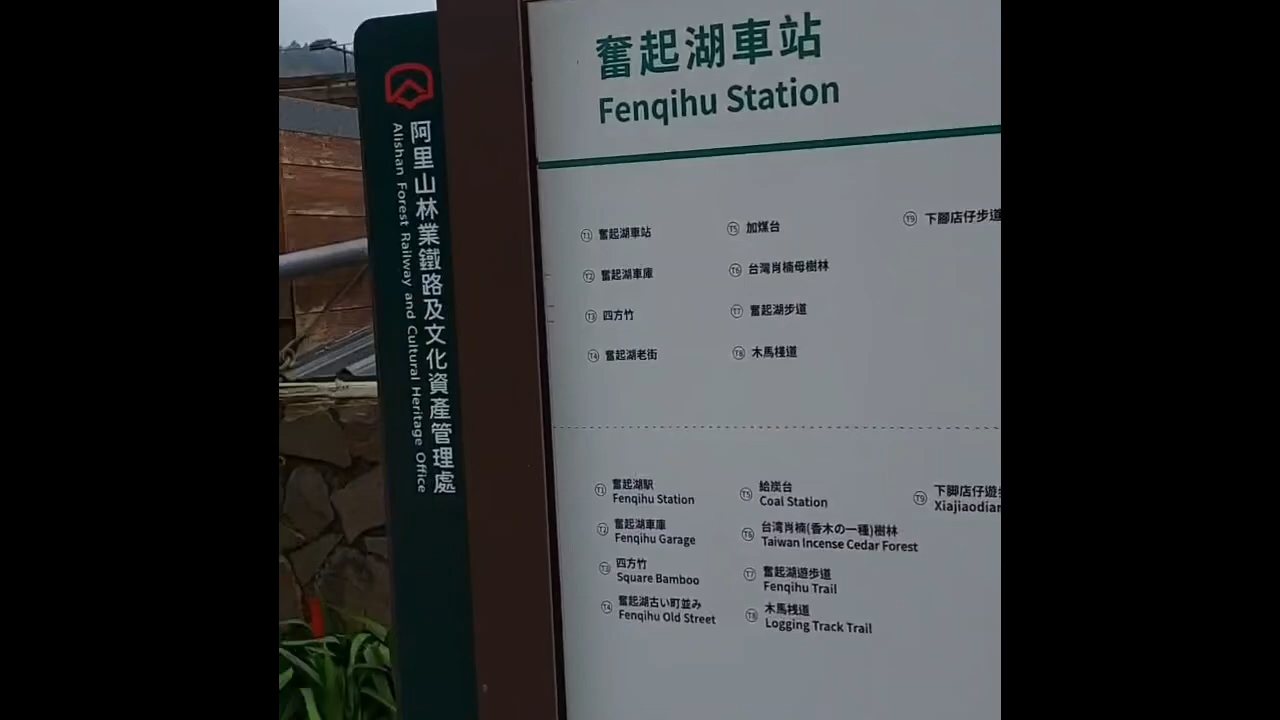 阿里山林業鐵路及文化資產管理處
Alishan Forest Railway and Cultural Heritage Office
奮起湖車站
Fenqihu Station
T1 奮起湖車站
T2 奮起湖車庫
T3 四方竹
T4 奮起湖老街
T5 加煤台
T6 台灣肖楠母樹林
T7 奮起湖步道
T8 木馬棧道
T9 下腳店仔步道
T1 奮起湖駅
Fenqihu Station
T2 奮起湖車庫
Fenqihu Garage
T3 四方竹
Square Bamboo
T4 奮起湖古い町並み
Fenqihu Old Street
T5 給炭台
Coal Station
T6 台湾肖楠(香木の一種)樹林
Taiwan Incense Cedar Forest
T7 奮起湖遊歩道
Fenqihu Trail
T8 木馬桟道
Logging Track Trail
T9 下脚店仔遊
Xiajiaodian